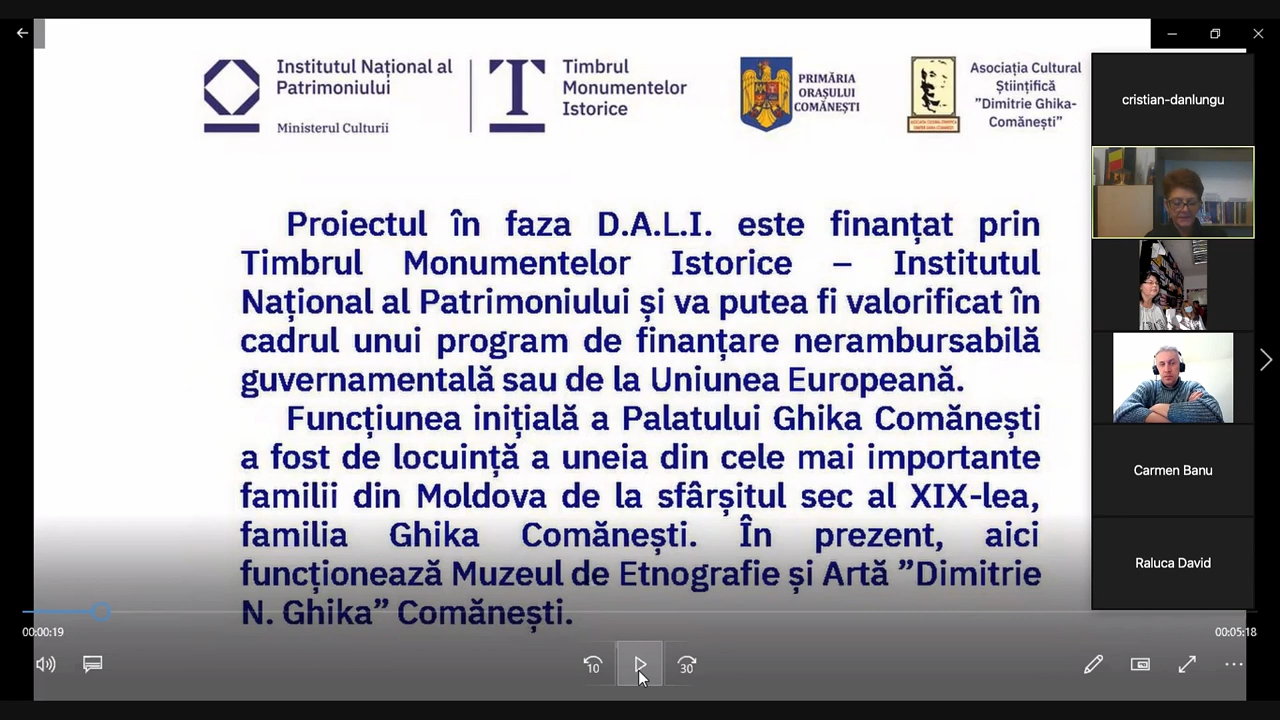 Institutul Național al
Patrimoniului
Ministerul Culturii
Timbrul
Monumentelor
Istorice
PRIMĂRIA
ORAȘULUI
COMĂNEȘTI
Asociația Cultural
Științifică
”Dimitrie Ghika-
Comănești”
cristian-danlungu
Proiectul în faza D.A.L.I. este finanțat prin
Timbrul Monumentelor Istorice – Institutul
Național al Patrimoniului și va putea fi valorificat în
cadrul unui program de finanțare nerambursabilă
guvernamentală sau de la Uniunea Europeană.
Funcțiunea inițială a Palatului Ghika Comănești
a fost de locuință a uneia din cele mai importante
familii din Moldova de la sfârșitul sec al XIX-lea,
familia Ghika Comănești. În prezent, aici
funcționează Muzeul de Etnografie și Artă ”Dimitrie
N. Ghika” Comănești.
Carmen Banu
Raluca David
00:00:19
00:05:18
10
30